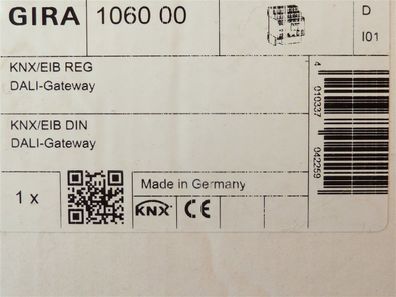 GIRA 1060 00
D
I01
KNX/EIB REG
DALI-Gateway
KNX/EIB DIN
DALI-Gateway
4 010337 042259
1 x
Made in Germany
KNX CE